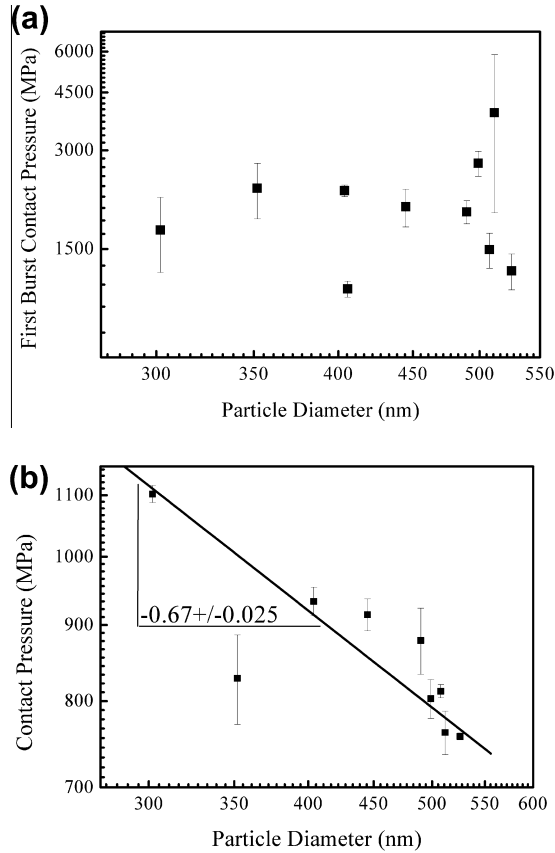 (a)
6000
4500
3000
1500
First Burst Contact Pressure (MPa)
300 350 400 450 500 550
Particle Diameter (nm)
(b)
1100
1000
900
800
700
Contact Pressure (MPa)
-0.67+/-0.025
300 350 400 450 500 550 600
Particle Diameter (nm)